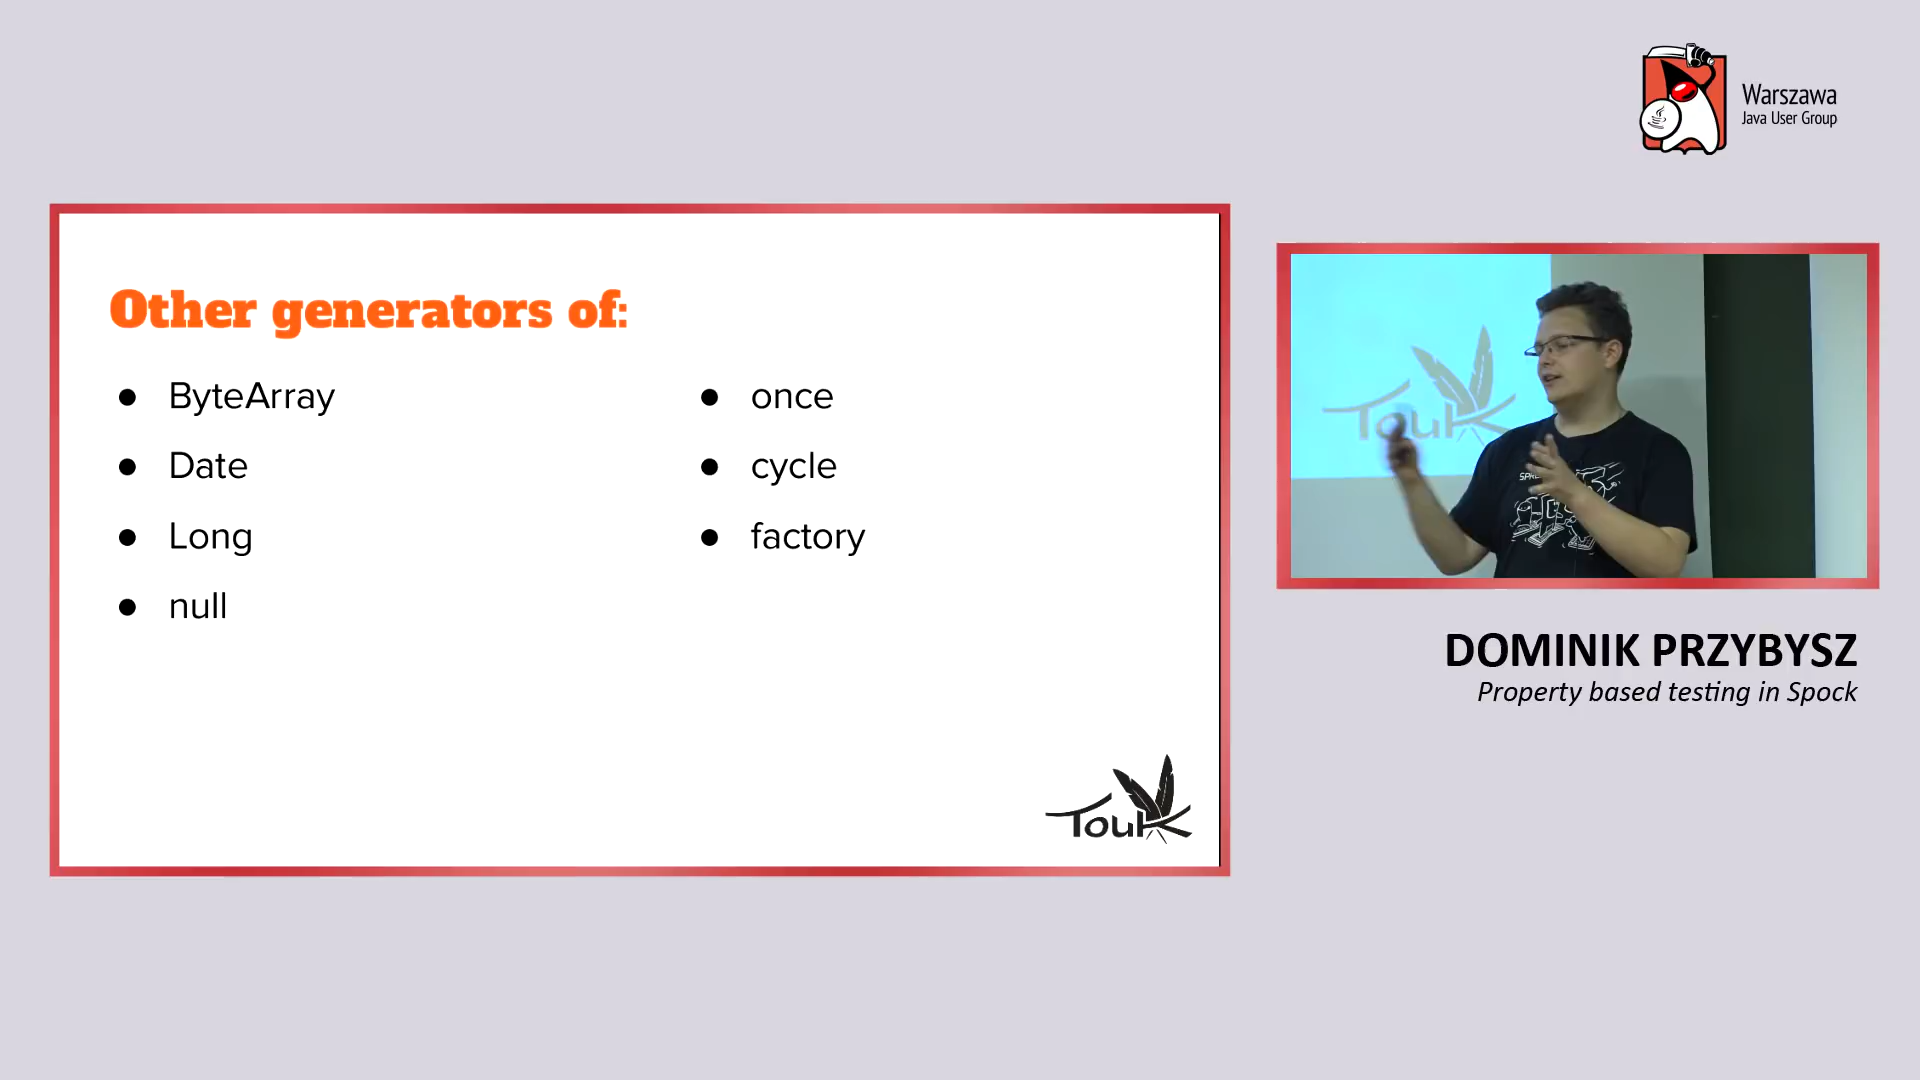 Warszawa
Java User Group
Other generators of:
● ByteArray
● Date
● Long
● null
● once
● cycle
● factory
Touk
Touk
DOMINIK PRZYBYSZ
Property based testing in Spock